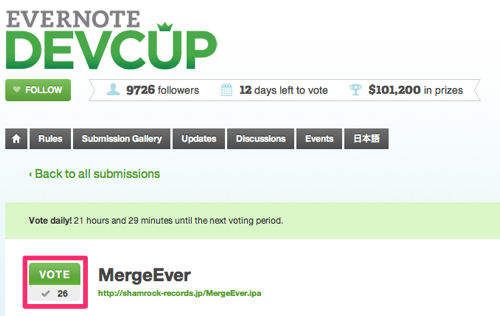 EVERNOTE
DEVCUP
FOLLOW
9726 followers
12 days left to vote
$101,200 in prizes
Rules
Submission Gallery
Updates
Discussions
Events
日本語
‹ Back to all submissions
Vote daily! 21 hours and 29 minutes until the next voting period.
VOTE
26
MergeEver
http://shamrock-records.jp/MergeEver.ipa